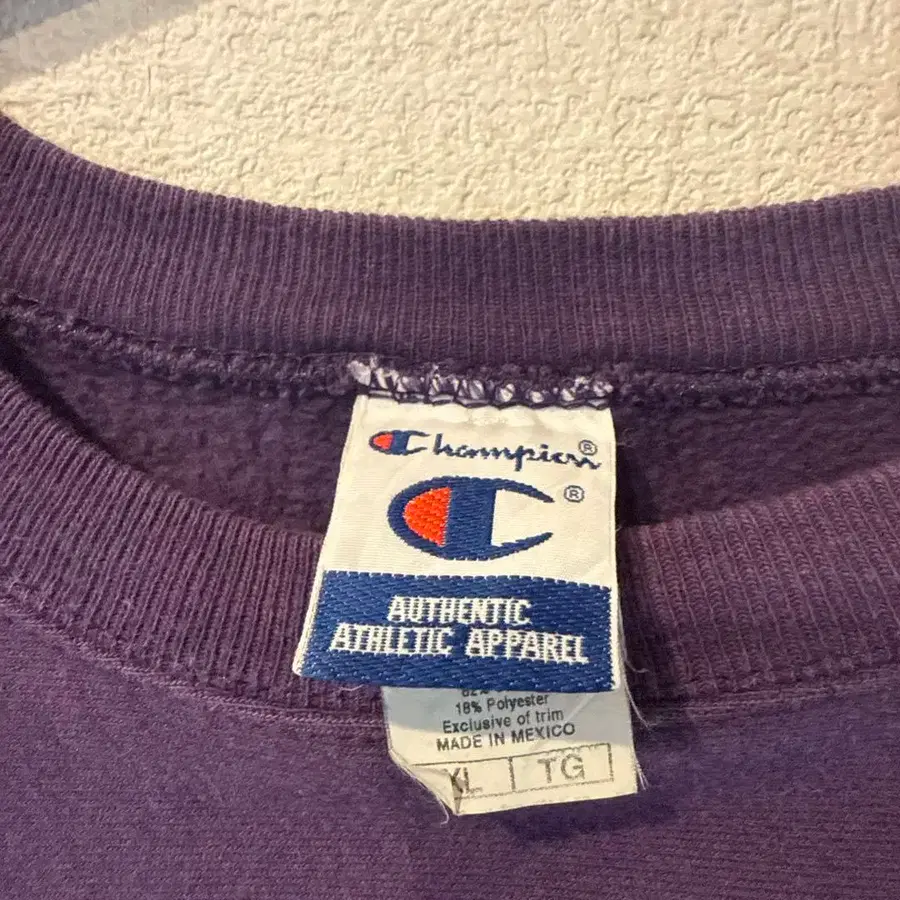 Champion®
®
AUTHENTIC
ATHLETIC APPAREL
18% Polyester
Exclusive of trim
MADE IN MEXICO
XL TG